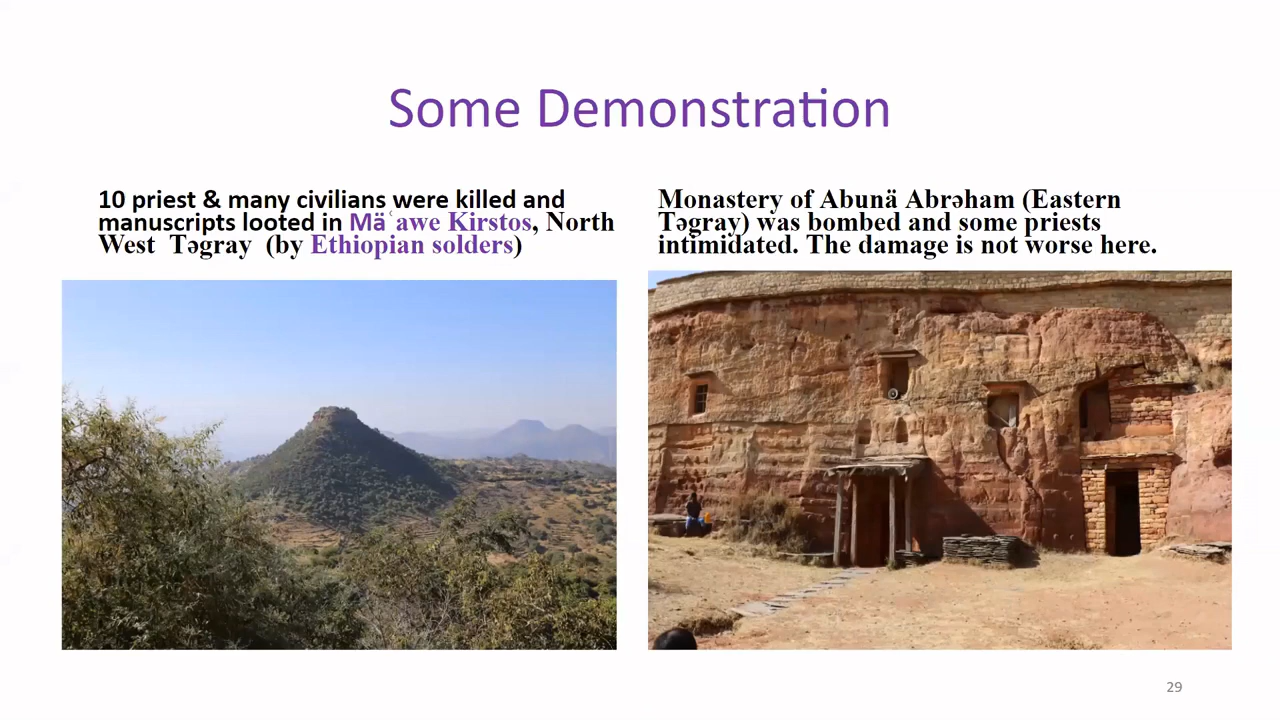 Some Demonstration
10 priest & many civilians were killed and
manuscripts looted in Mäʿawe Kirstos, North
West Təgray (by Ethiopian solders)
Monastery of Abunä Abrəham (Eastern
Təgray) was bombed and some priests
intimidated. The damage is not worse here.
29